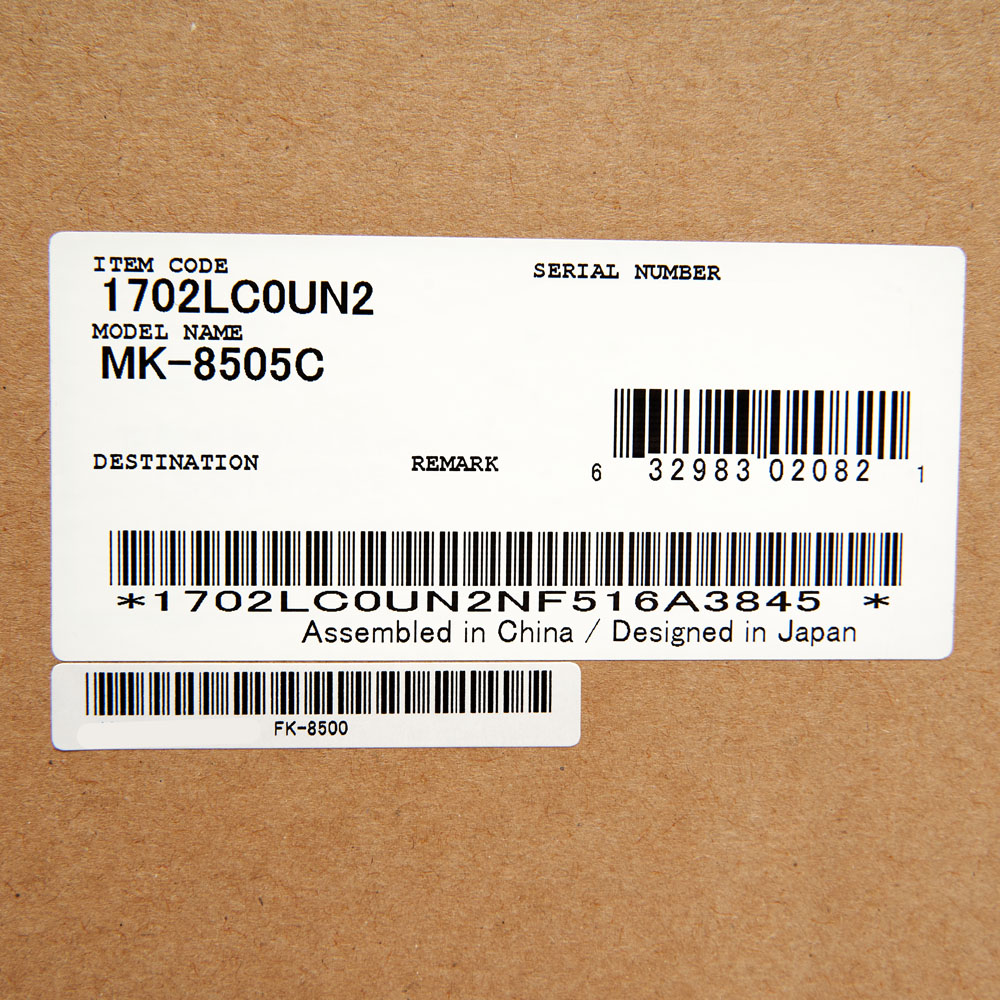 ITEM CODE
SERIAL NUMBER
1702LC0UN2
MODEL NAME
MK-8505C
DESTINATION
REMARK
6 32983 02082 1
*1702LC0UN2NF516A3845 *
Assembled in China / Designed in Japan
FK-8500